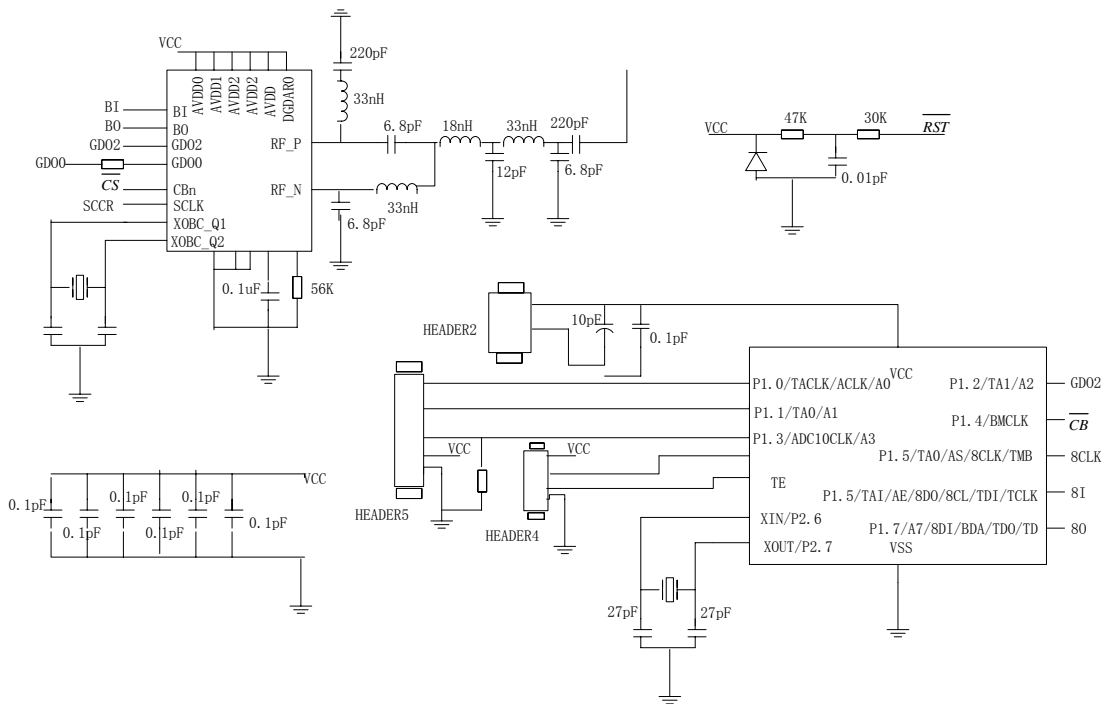 VCC
220pF
AVDD0
AVDD1
AVDD2
AVDD2
AVDD
DGDAR0
33nH
BI
BI
BO
BO
GDO2
GDO2
GDO0
GDO0
CS
CBn
SCCR
SCLK
XOBC_Q1
XOBC_Q2
RF_P
RF_N
6.8pF
18nH
33nH
220pF
12pF
6.8pF
33nH
6.8pF
0.1uF
56K
VCC
47K
30K
RST
0.01pF
HEADER2
10pE
0.1pF
VCC
P1.0/TACLK/ACLK/A0
P1.1/TA0/A1
P1.3/ADC10CLK/A3
TE
XIN/P2.6
XOUT/P2.7
VSS
P1.2/TA1/A2
P1.4/BMCLK
P1.5/TA0/AS/8CLK/TMB
P1.5/TAI/AE/8DO/8CL/TDI/TCLK
P1.7/A7/8DI/BDA/TDO/TD
GDO2
CB
8CLK
8I
8O
VCC
VCC
HEADER5
HEADER4
27pF
27pF
VCC
0.1pF
0.1pF
0.1pF
0.1pF
0.1pF
0.1pF